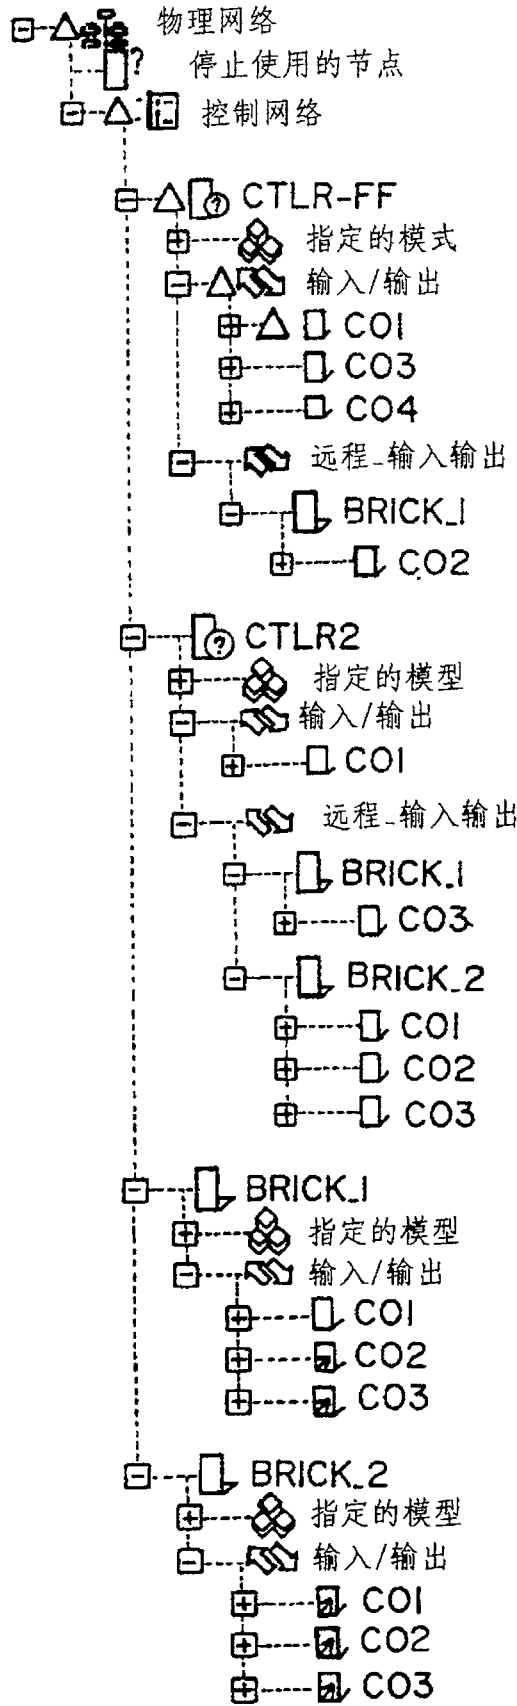 物理网络
停止使用的节点
控制网络
CTLR-FF
指定的模式
输入/输出
CO1
CO3
CO4
远程_输入输出
BRICK_1
CO2
CTLR2
指定的模型
输入/输出
CO1
远程_输入输出
BRICK_1
CO3
BRICK_2
CO1
CO2
CO3
BRICK_1
指定的模型
输入/输出
CO1
CO2
CO3
BRICK_2
指定的模型
输入/输出
CO1
CO2
CO3